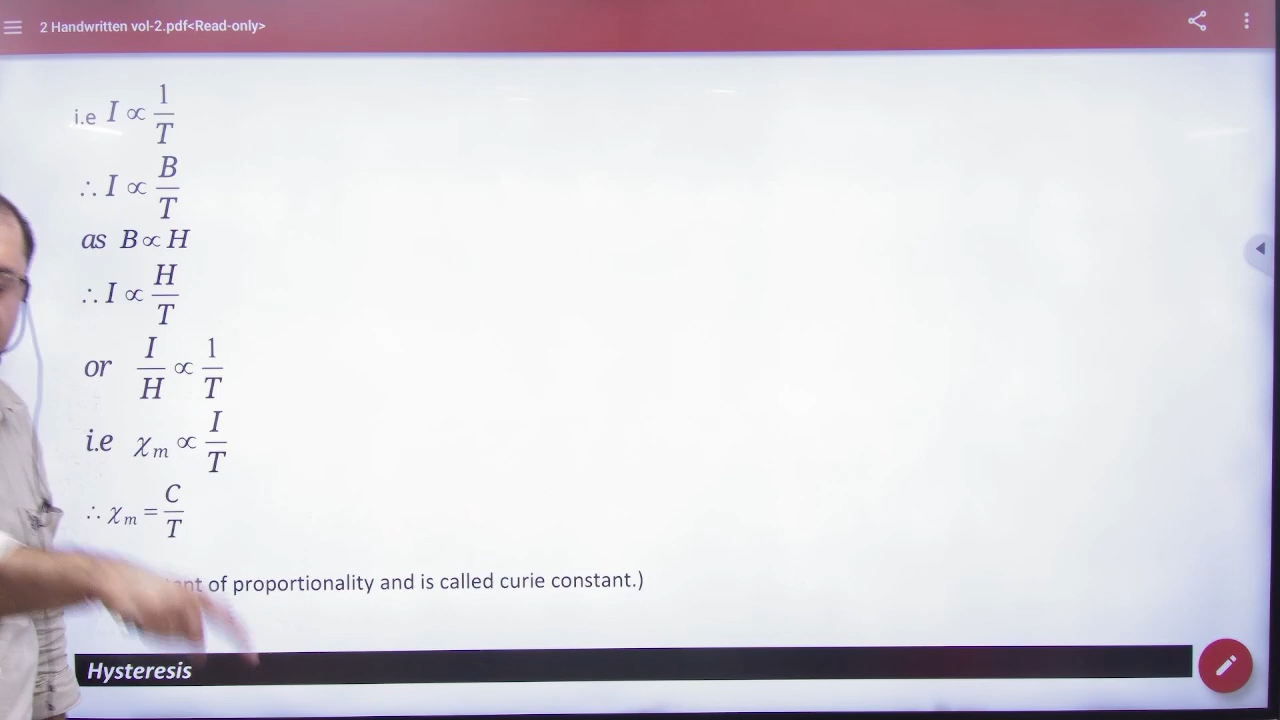 2 Handwritten vol-2.pdf<Read-only>
i.e I ∝ 1/T
∴ I ∝ B/T
as B ∝ H
∴ I ∝ H/T
or I/H ∝ 1/T
i.e χm ∝ I/T
∴ χm = C/T
of proportionality and is called curie constant.)
Hysteresis